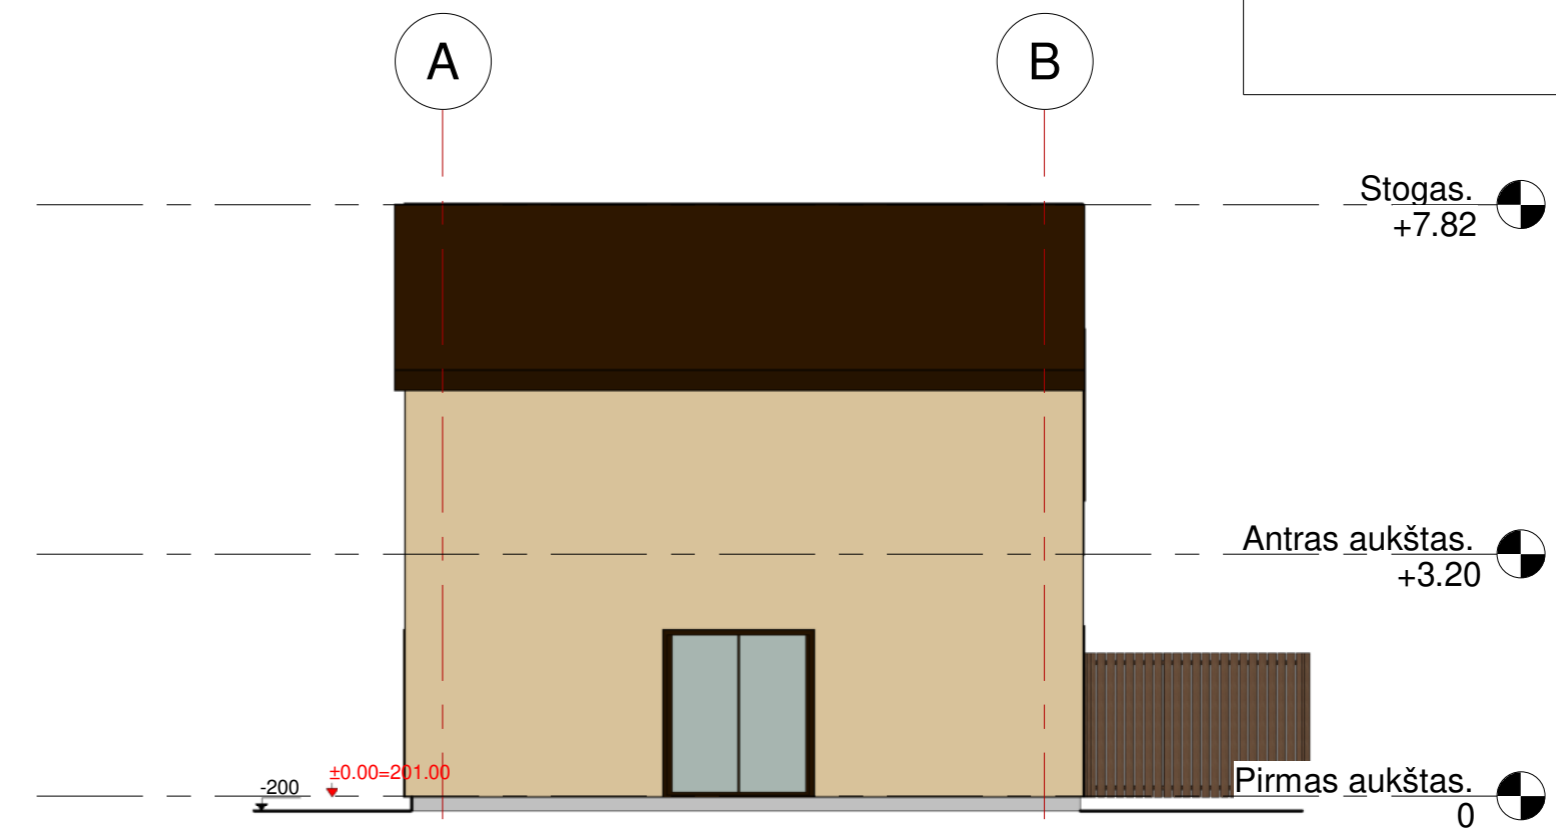 A
B
Stogas.
+7.82
Antras aukštas.
+3.20
±0.00=201.00
-200
Pirmas aukštas.
0